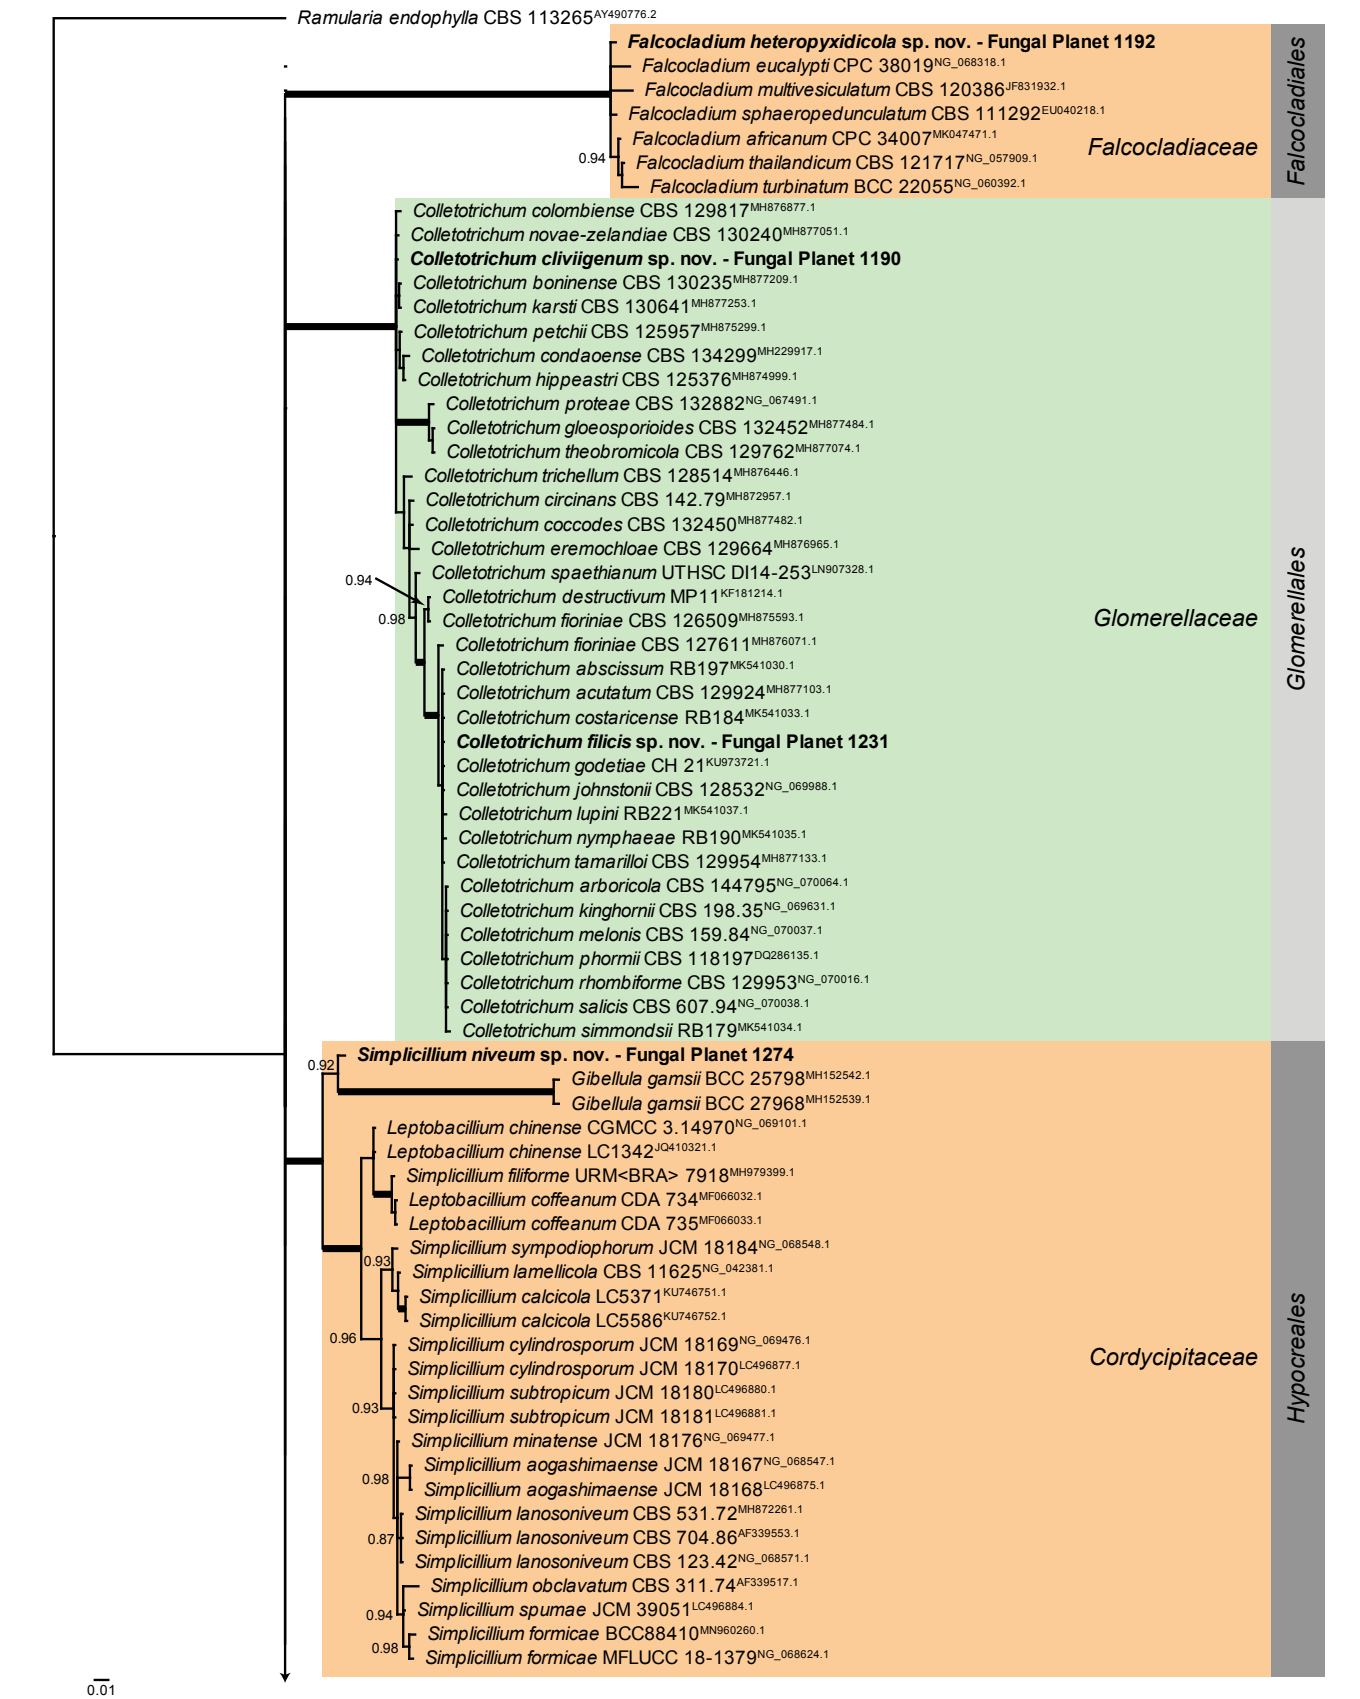 Ramularia endophylla CBS 113265AY490776.2
Falcocladium heteropyxidicola sp. nov. - Fungal Planet 1192
Falcocladium eucalypti CPC 38019NG_068318.1
Falcocladium multivesiculatum CBS 120386JF831932.1
Falcocladium sphaeropedunculatum CBS 111292EU040218.1
Falcocladium africanum CPC 34007MK047471.1
0.94
Falcocladium thailandicum CBS 121717NG_057909.1
Falcocladium turbinatum BCC 22055NG_060392.1
Falcocladiaceae
Falcocladiales
Colletotrichum colombiense CBS 129817MH876877.1
Colletotrichum novae-zelandiae CBS 130240MH877051.1
Colletotrichum cliviigenum sp. nov. - Fungal Planet 1190
Colletotrichum boninense CBS 130235MH877209.1
Colletotrichum karsti CBS 130641MH877253.1
Colletotrichum petchii CBS 125957MH875299.1
Colletotrichum condaoense CBS 134299MH229917.1
Colletotrichum hippeastri CBS 125376MH874999.1
Colletotrichum proteae CBS 132882NG_067491.1
Colletotrichum gloeosporioides CBS 132452MH877484.1
Colletotrichum theobromicola CBS 129762MH877074.1
Colletotrichum trichellum CBS 128514MH876446.1
Colletotrichum circinans CBS 142.79MH872957.1
Colletotrichum coccodes CBS 132450MH877482.1
Colletotrichum eremochloae CBS 129664MH876965.1
Colletotrichum spaethianum UTHSC DI14-253LN907328.1
0.94
Colletotrichum destructivum MP11KF181214.1
0.98
Colletotrichum fioriniae CBS 126509MH875593.1
Colletotrichum fioriniae CBS 127611MH876071.1
Colletotrichum abscissum RB197MK541030.1
Colletotrichum acutatum CBS 129924MH877103.1
Colletotrichum costaricense RB184MK541033.1
Colletotrichum filicis sp. nov. - Fungal Planet 1231
Colletotrichum godetiae CH 21KU973721.1
Colletotrichum johnstonii CBS 128532NG_069988.1
Colletotrichum lupini RB221MK541037.1
Colletotrichum nymphaeae RB190MK541035.1
Colletotrichum tamarilloi CBS 129954MH877133.1
Colletotrichum arboricola CBS 144795NG_070064.1
Colletotrichum kinghornii CBS 198.35NG_069631.1
Colletotrichum melonis CBS 159.84NG_070037.1
Colletotrichum phormii CBS 118197DQ286135.1
Colletotrichum rhombiforme CBS 129953NG_070016.1
Colletotrichum salicis CBS 607.94NG_070038.1
Colletotrichum simmondsii RB179MK541034.1
Glomerellaceae
Glomerellales
Simplicillium niveum sp. nov. - Fungal Planet 1274
0.92
Gibellula gamsii BCC 25798MH152542.1
Gibellula gamsii BCC 27968MH152539.1
Leptobacillium chinense CGMCC 3.14970NG_069101.1
Leptobacillium chinense LC1342JQ410321.1
Simplicillium filiforme URM<BRA> 7918MH979399.1
Leptobacillium coffeanum CDA 734MF066032.1
Leptobacillium coffeanum CDA 735MF066033.1
Simplicillium sympodiophorum JCM 18184NG_068548.1
0.93
Simplicillium lamellicola CBS 11625NG_042381.1
Simplicillium calcicola LC5371KU746751.1
Simplicillium calcicola LC5586KU746752.1
0.96
Simplicillium cylindrosporum JCM 18169NG_069476.1
Simplicillium cylindrosporum JCM 18170LC496877.1
Simplicillium subtropicum JCM 18180LC496880.1
0.93
Simplicillium subtropicum JCM 18181LC496881.1
Simplicillium minatense JCM 18176NG_069477.1
Simplicillium aogashimaense JCM 18167NG_068547.1
0.98
Simplicillium aogashimaense JCM 18168LC496875.1
Simplicillium lanosoniveum CBS 531.72MH872261.1
0.87
Simplicillium lanosoniveum CBS 704.86AF339553.1
Simplicillium lanosoniveum CBS 123.42NG_068571.1
Simplicillium obclavatum CBS 311.74AF339517.1
0.94
Simplicillium spumae JCM 39051LC496884.1
Simplicillium formicae BCC88410MN960260.1
0.98
Simplicillium formicae MFLUCC 18-1379NG_068624.1
Cordycipitaceae
Hypocreales
0.01